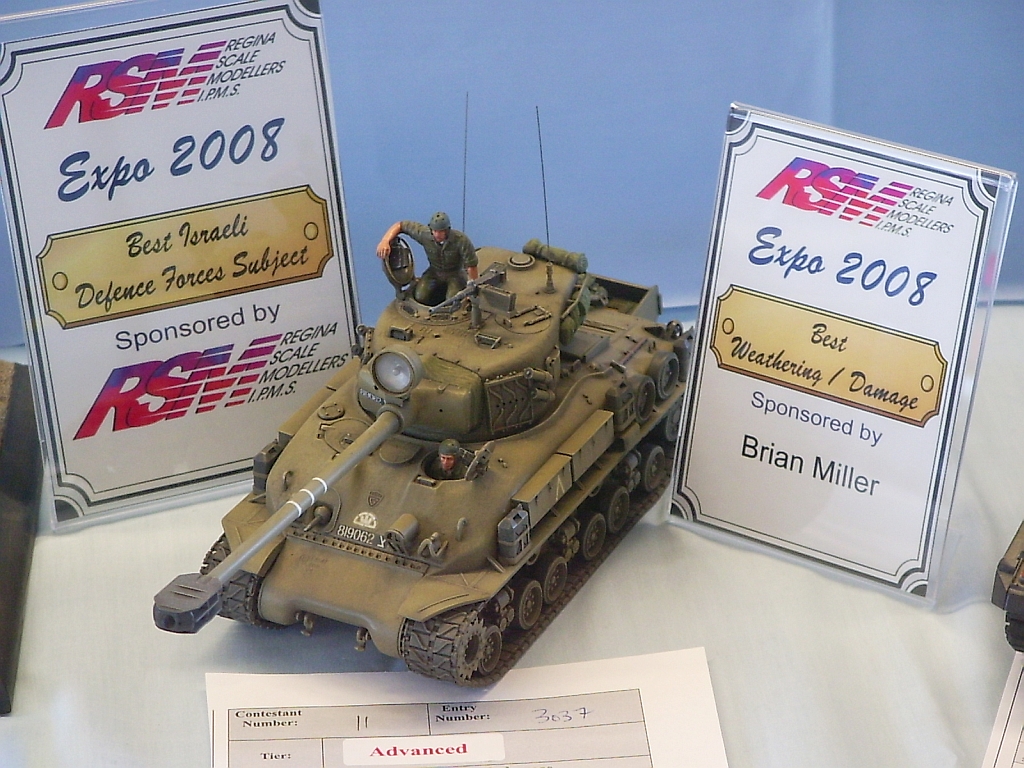 RSM REGINA
SCALE
MODELLERS
I.P.M.S.
Expo 2008
Best Israeli
Defence Forces Subject
Sponsored by
RSM REGINA
SCALE
MODELLERS
I.P.M.S.
RSM REGINA
SCALE
MODELLERS
I.P.M.S.
Expo 2008
Best
Weathering / Damage
Sponsored by
Brian Miller
819062
Contestant
Number: 11
Entry
Number: 3037
Tier: Advanced